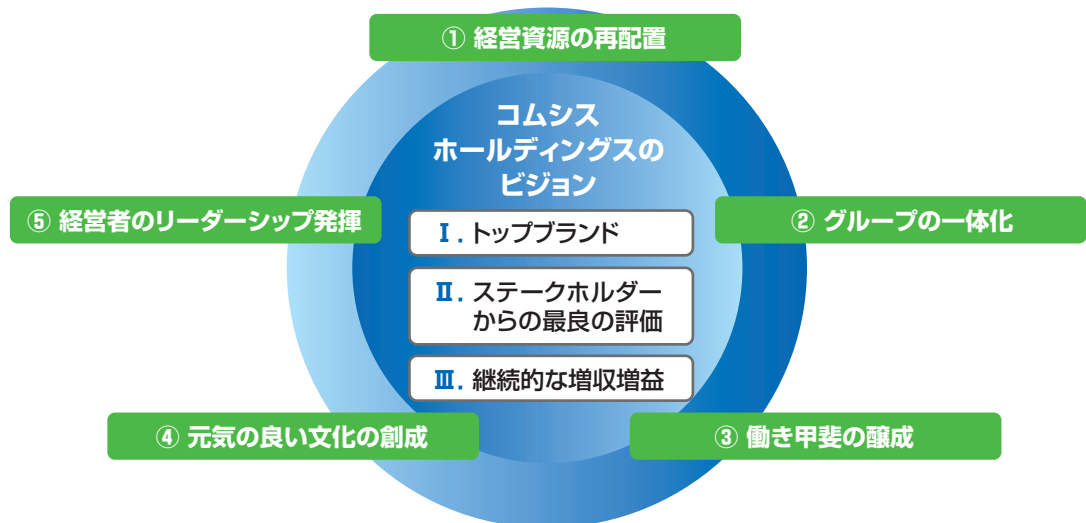 ① 経営資源の再配置
コムシス
ホールディングスの
ビジョン
Ⅰ. トップブランド
Ⅱ. ステークホルダー
からの最良の評価
Ⅲ. 継続的な増収増益
② グループの一体化
③ 働き甲斐の醸成
④ 元気の良い文化の創成
⑤ 経営者のリーダーシップ発揮